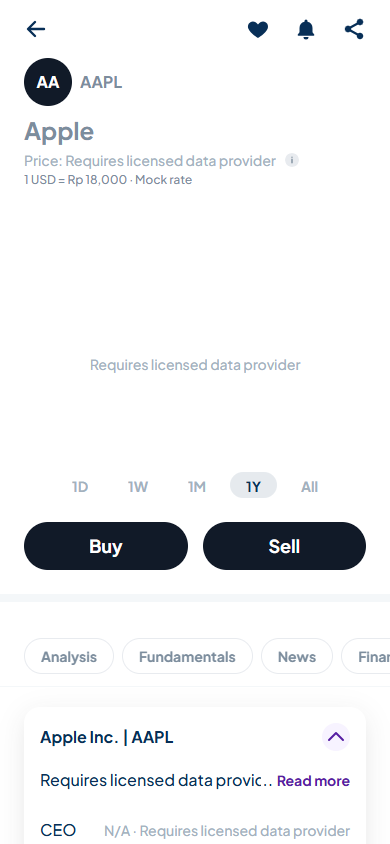 AA AAPL
Apple
Price: Requires licensed data provider i
1 USD = Rp 18,000 · Mock rate
Requires licensed data provider
1D 1W 1M 1Y All
Buy Sell
Analysis Fundamentals News Finan
Apple Inc. | AAPL
Requires licensed data provic.. Read more
CEO N/A · Requires licensed data provider